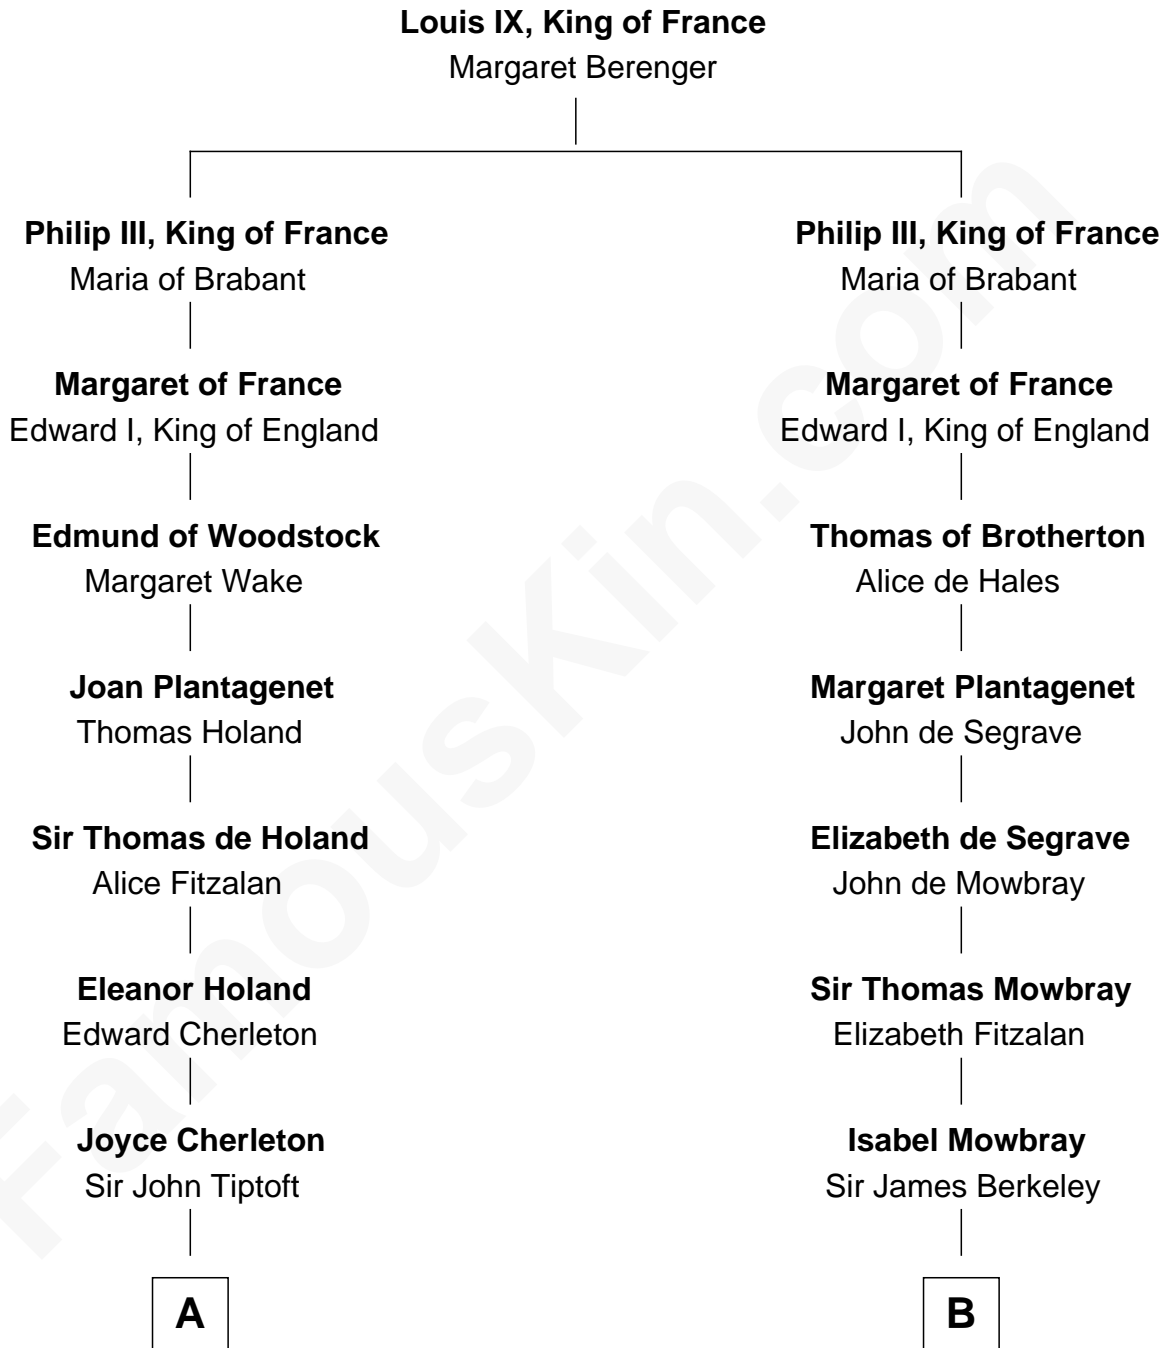 Louis IX, King of France
Margaret Berenger
Philip III, King of France
Maria of Brabant
Margaret of France
Edward I, King of England
Edmund of Woodstock
Margaret Wake
Joan Plantagenet
Thomas Holand
Sir Thomas de Holand
Alice Fitzalan
Eleanor Holand
Edward Cherleton
Joyce Cherleton
Sir John Tiptoft
A
Philip III, King of France
Maria of Brabant
Margaret of France
Edward I, King of England
Thomas of Brotherton
Alice de Hales
Margaret Plantagenet
John de Segrave
Elizabeth de Segrave
John de Mowbray
Sir Thomas Mowbray
Elizabeth Fitzalan
Isabel Mowbray
Sir James Berkeley
B
FamousKin.com